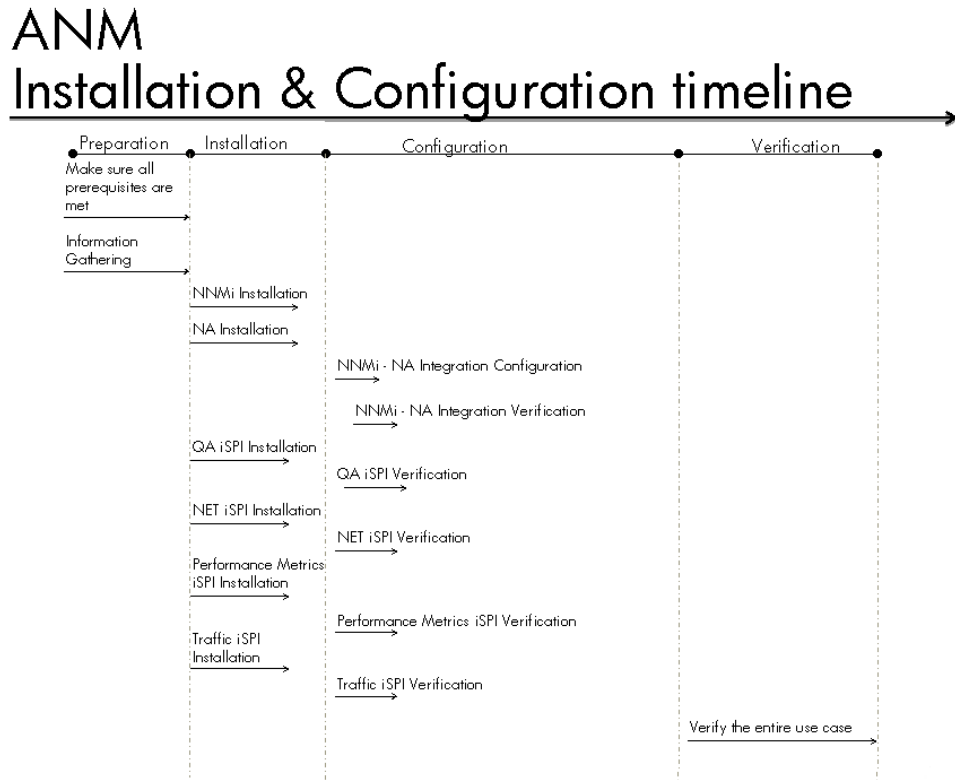 ANM
Installation & Configuration timeline
Preparation
Installation
Configuration
Verification
Make sure all
prerequisites are
met
Information
Gathering
NNMi Installation
NA Installation
NNMi - NA Integration Configuration
NNMi - NA Integration Verification
QA iSPI Installation
QA iSPI Verification
NET iSPI Installation
NET iSPI Verification
Performance Metrics
iSPI Installation
Performance Metrics iSPI Verification
Traffic iSPI
Installation
Traffic iSPI Verification
Verify the entire use case